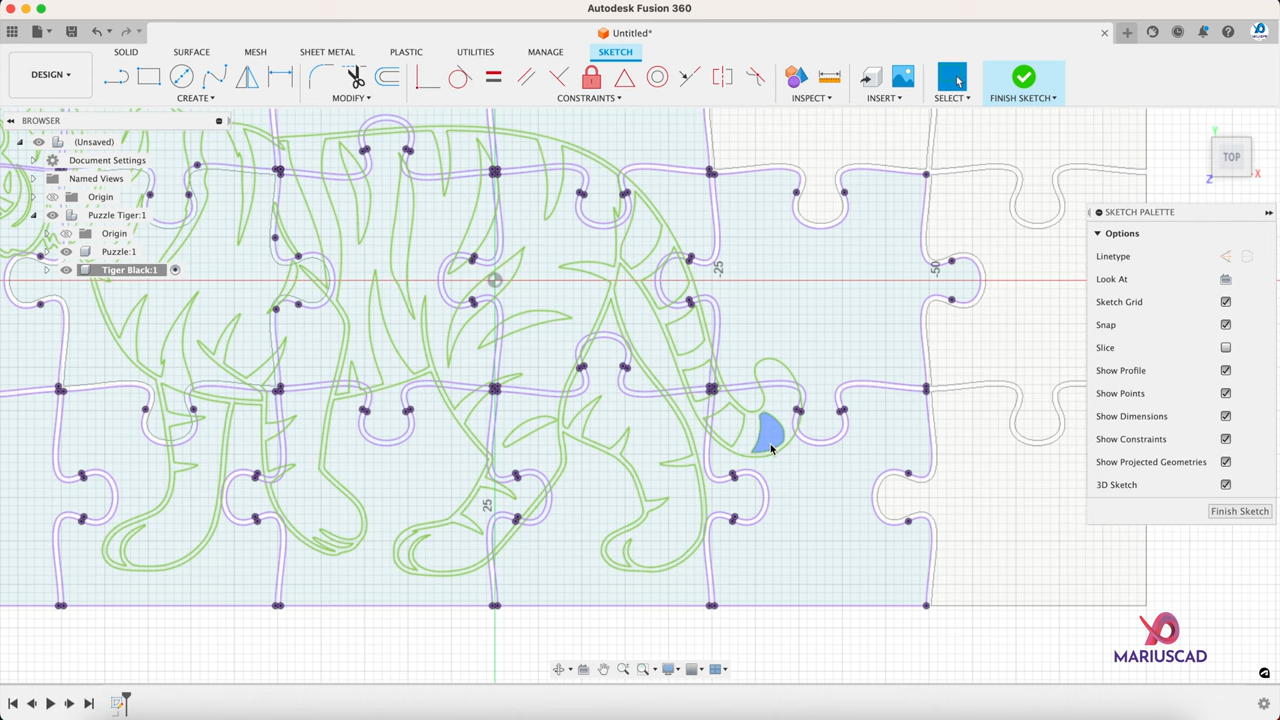 Autodesk Fusion 360
Untitled*
DESIGN
SOLID SURFACE MESH SHEET METAL PLASTIC UTILITIES MANAGE SKETCH
CREATE MODIFY CONSTRAINTS INSPECT INSERT SELECT FINISH SKETCH
BROWSER
(Unsaved)
Document Settings
Named Views
Origin
Puzzle Tiger:1
Origin
Puzzle:1
Tiger Black:1
TOP
Y
X
Z
-25
-50
25
SKETCH PALETTE
Options
Linetype
Look At
Sketch Grid
Snap
Slice
Show Profile
Show Points
Show Dimensions
Show Constraints
Show Projected Geometries
3D Sketch
Finish Sketch
MARIUSCAD